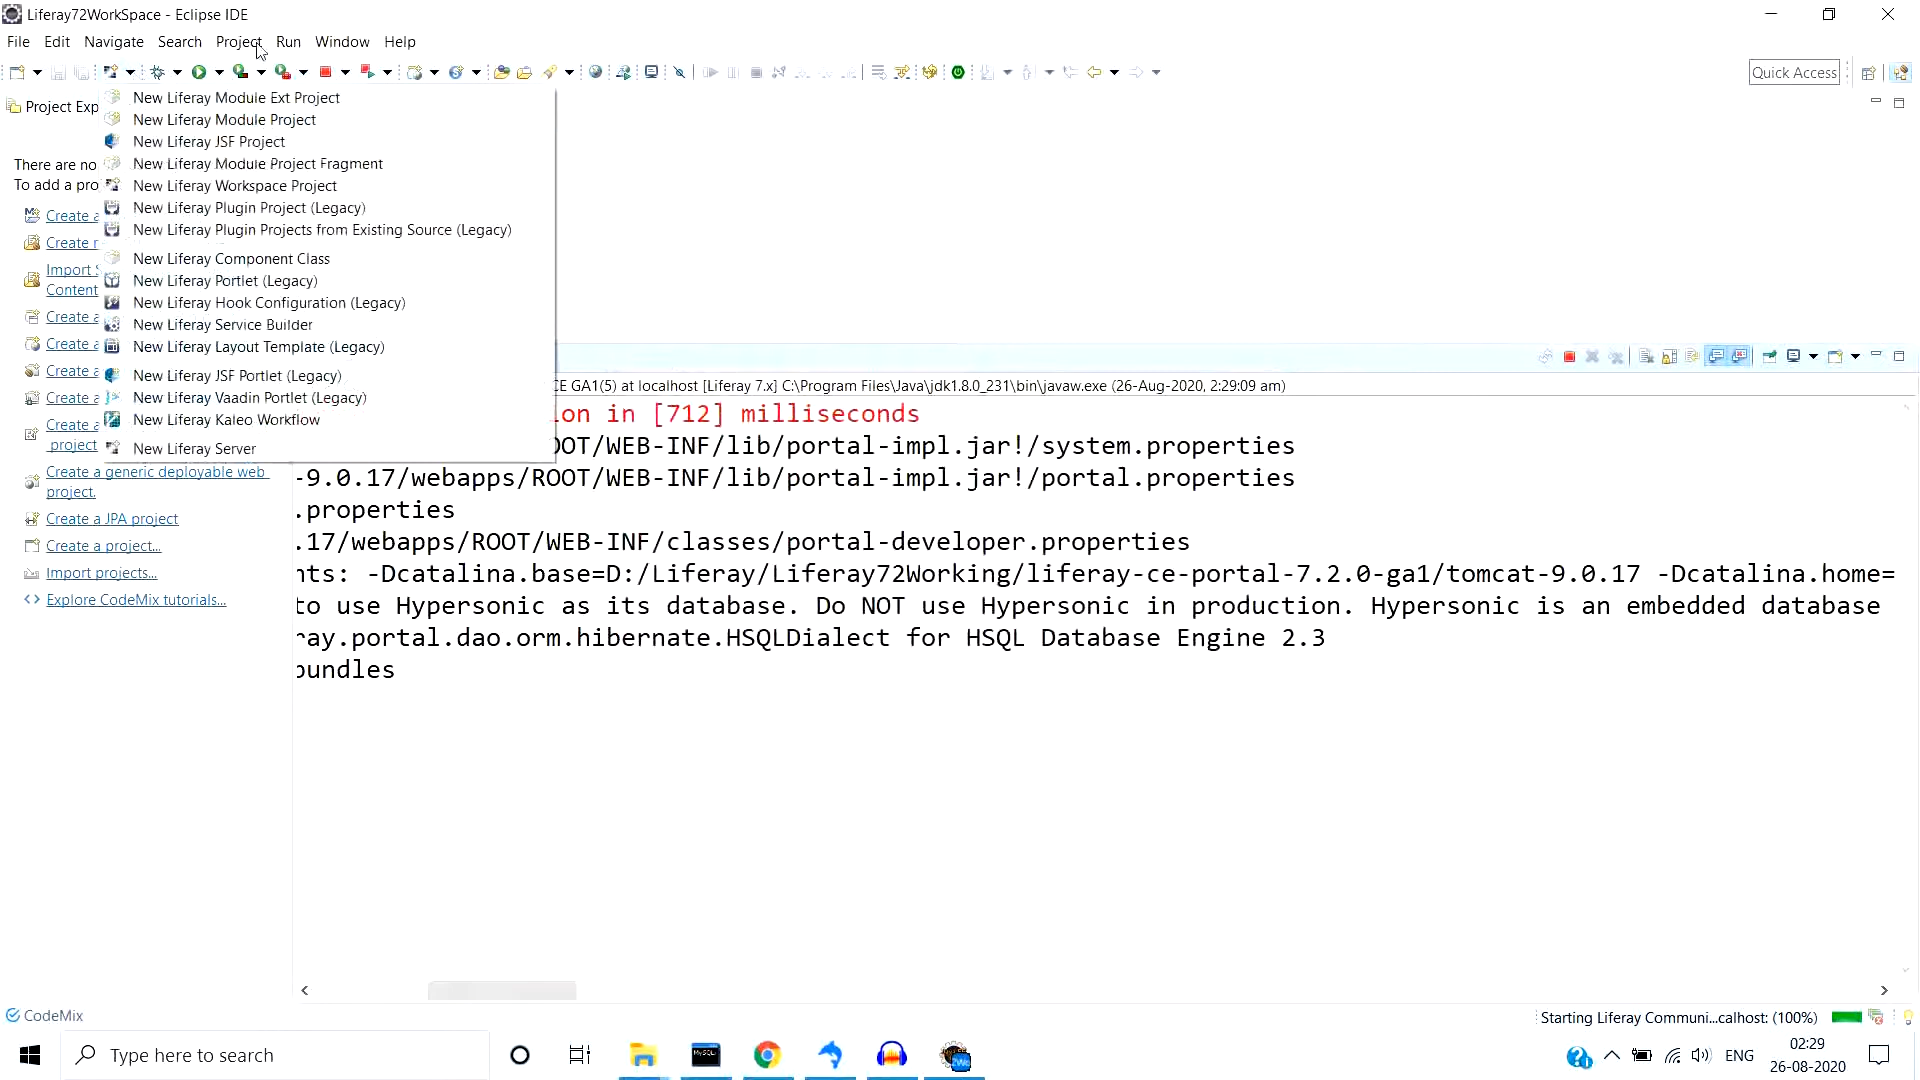 Liferay72WorkSpace - Eclipse IDE
File Edit Navigate Search Project Run Window Help
Quick Access
Project Exp
New Liferay Module Ext Project
New Liferay Module Project
New Liferay JSF Project
New Liferay Module Project Fragment
New Liferay Workspace Project
New Liferay Plugin Project (Legacy)
New Liferay Plugin Projects from Existing Source (Legacy)
New Liferay Component Class
New Liferay Portlet (Legacy)
New Liferay Hook Configuration (Legacy)
New Liferay Service Builder
New Liferay Layout Template (Legacy)
New Liferay JSF Portlet (Legacy)
New Liferay Vaadin Portlet (Legacy)
New Liferay Kaleo Workflow
New Liferay Server
There are no
To add a pro
Create a
Create r
Import S
Content
Create a
Create a
Create a
Create a
Create a
project
Create a generic deployable web
project.
Create a JPA project
Create a project...
Import projects...
Explore CodeMix tutorials...
CE GA1(5) at localhost [Liferay 7.x] C:\Program Files\Java\jdk1.8.0_231\bin\javaw.exe (26-Aug-2020, 2:29:09 am)
ion in [712] milliseconds
OOT/WEB-INF/lib/portal-impl.jar!/system.properties
-9.0.17/webapps/ROOT/WEB-INF/lib/portal-impl.jar!/portal.properties
.properties
.17/webapps/ROOT/WEB-INF/classes/portal-developer.properties
nts: -Dcatalina.base=D:/Liferay/Liferay72Working/liferay-ce-portal-7.2.0-ga1/tomcat-9.0.17 -Dcatalina.home=
to use Hypersonic as its database. Do NOT use Hypersonic in production. Hypersonic is an embedded database
ray.portal.dao.orm.hibernate.HSQLDialect for HSQL Database Engine 2.3
bundles
CodeMix
Starting Liferay Communi...calhost: (100%)
Type here to search
MySQL
ENG
02:29
26-08-2020